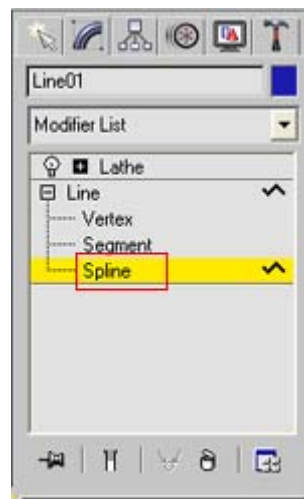 Line01
Modifier List
Lathe
Line
Vertex
Segment
Spline